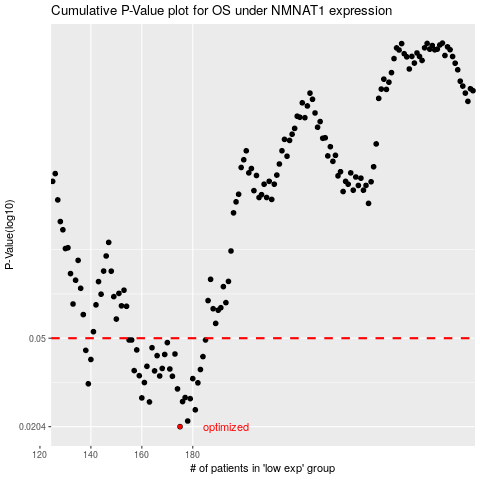 Cumulative P-Value plot for OS under NMNAT1 expression
P-Value(log10)
0.05
0.0204
optimized
120 140 160 180
# of patients in 'low exp' group